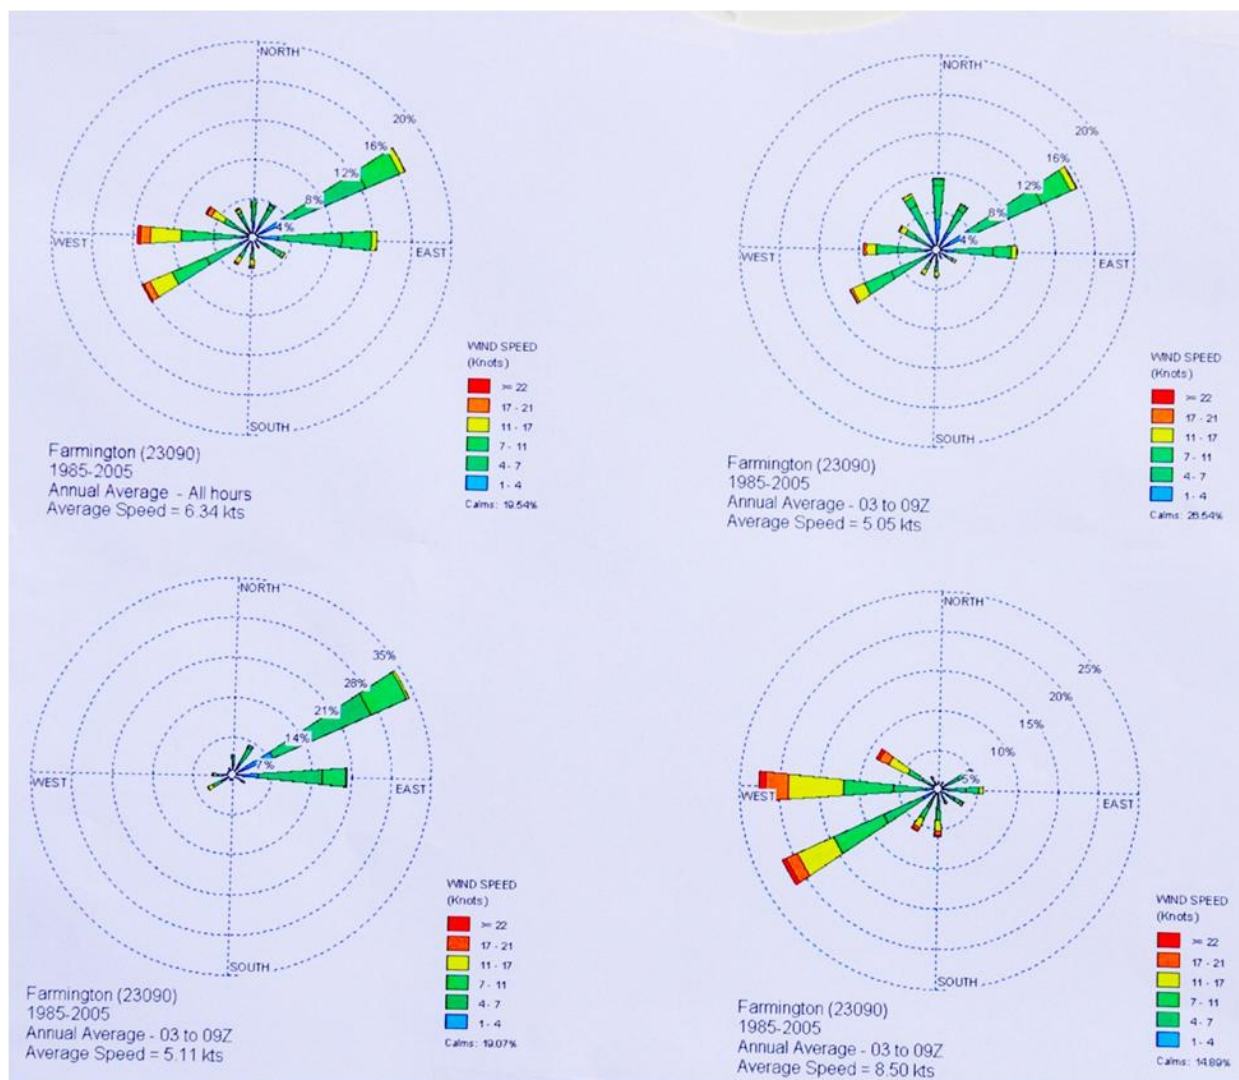 NORTH
20%
16%
12%
8%
4%
WEST
EAST
SOUTH
WIND SPEED
(Knots)
>= 22
17 - 21
11 - 17
7 - 11
4 - 7
1 - 4
Calms: 19.54%
Farmington (23090)
1985-2005
Annual Average - All hours
Average Speed = 6.34 kts
NORTH
20%
16%
12%
8%
4%
WEST
EAST
SOUTH
WIND SPEED
(Knots)
>= 22
17 - 21
11 - 17
7 - 11
4 - 7
1 - 4
Calms: 28.54%
Farmington (23090)
1985-2005
Annual Average - 03 to 09Z
Average Speed = 5.05 kts
NORTH
35%
28%
21%
14%
7%
WEST
EAST
SOUTH
WIND SPEED
(Knots)
>= 22
17 - 21
11 - 17
7 - 11
4 - 7
1 - 4
Calms: 19.07%
Farmington (23090)
1985-2005
Annual Average - 03 to 09Z
Average Speed = 5.11 kts
NORTH
25%
20%
15%
10%
5%
WEST
EAST
SOUTH
WIND SPEED
(Knots)
>= 22
17 - 21
11 - 17
7 - 11
4 - 7
1 - 4
Calms: 14.89%
Farmington (23090)
1985-2005
Annual Average - 03 to 09Z
Average Speed = 8.50 kts